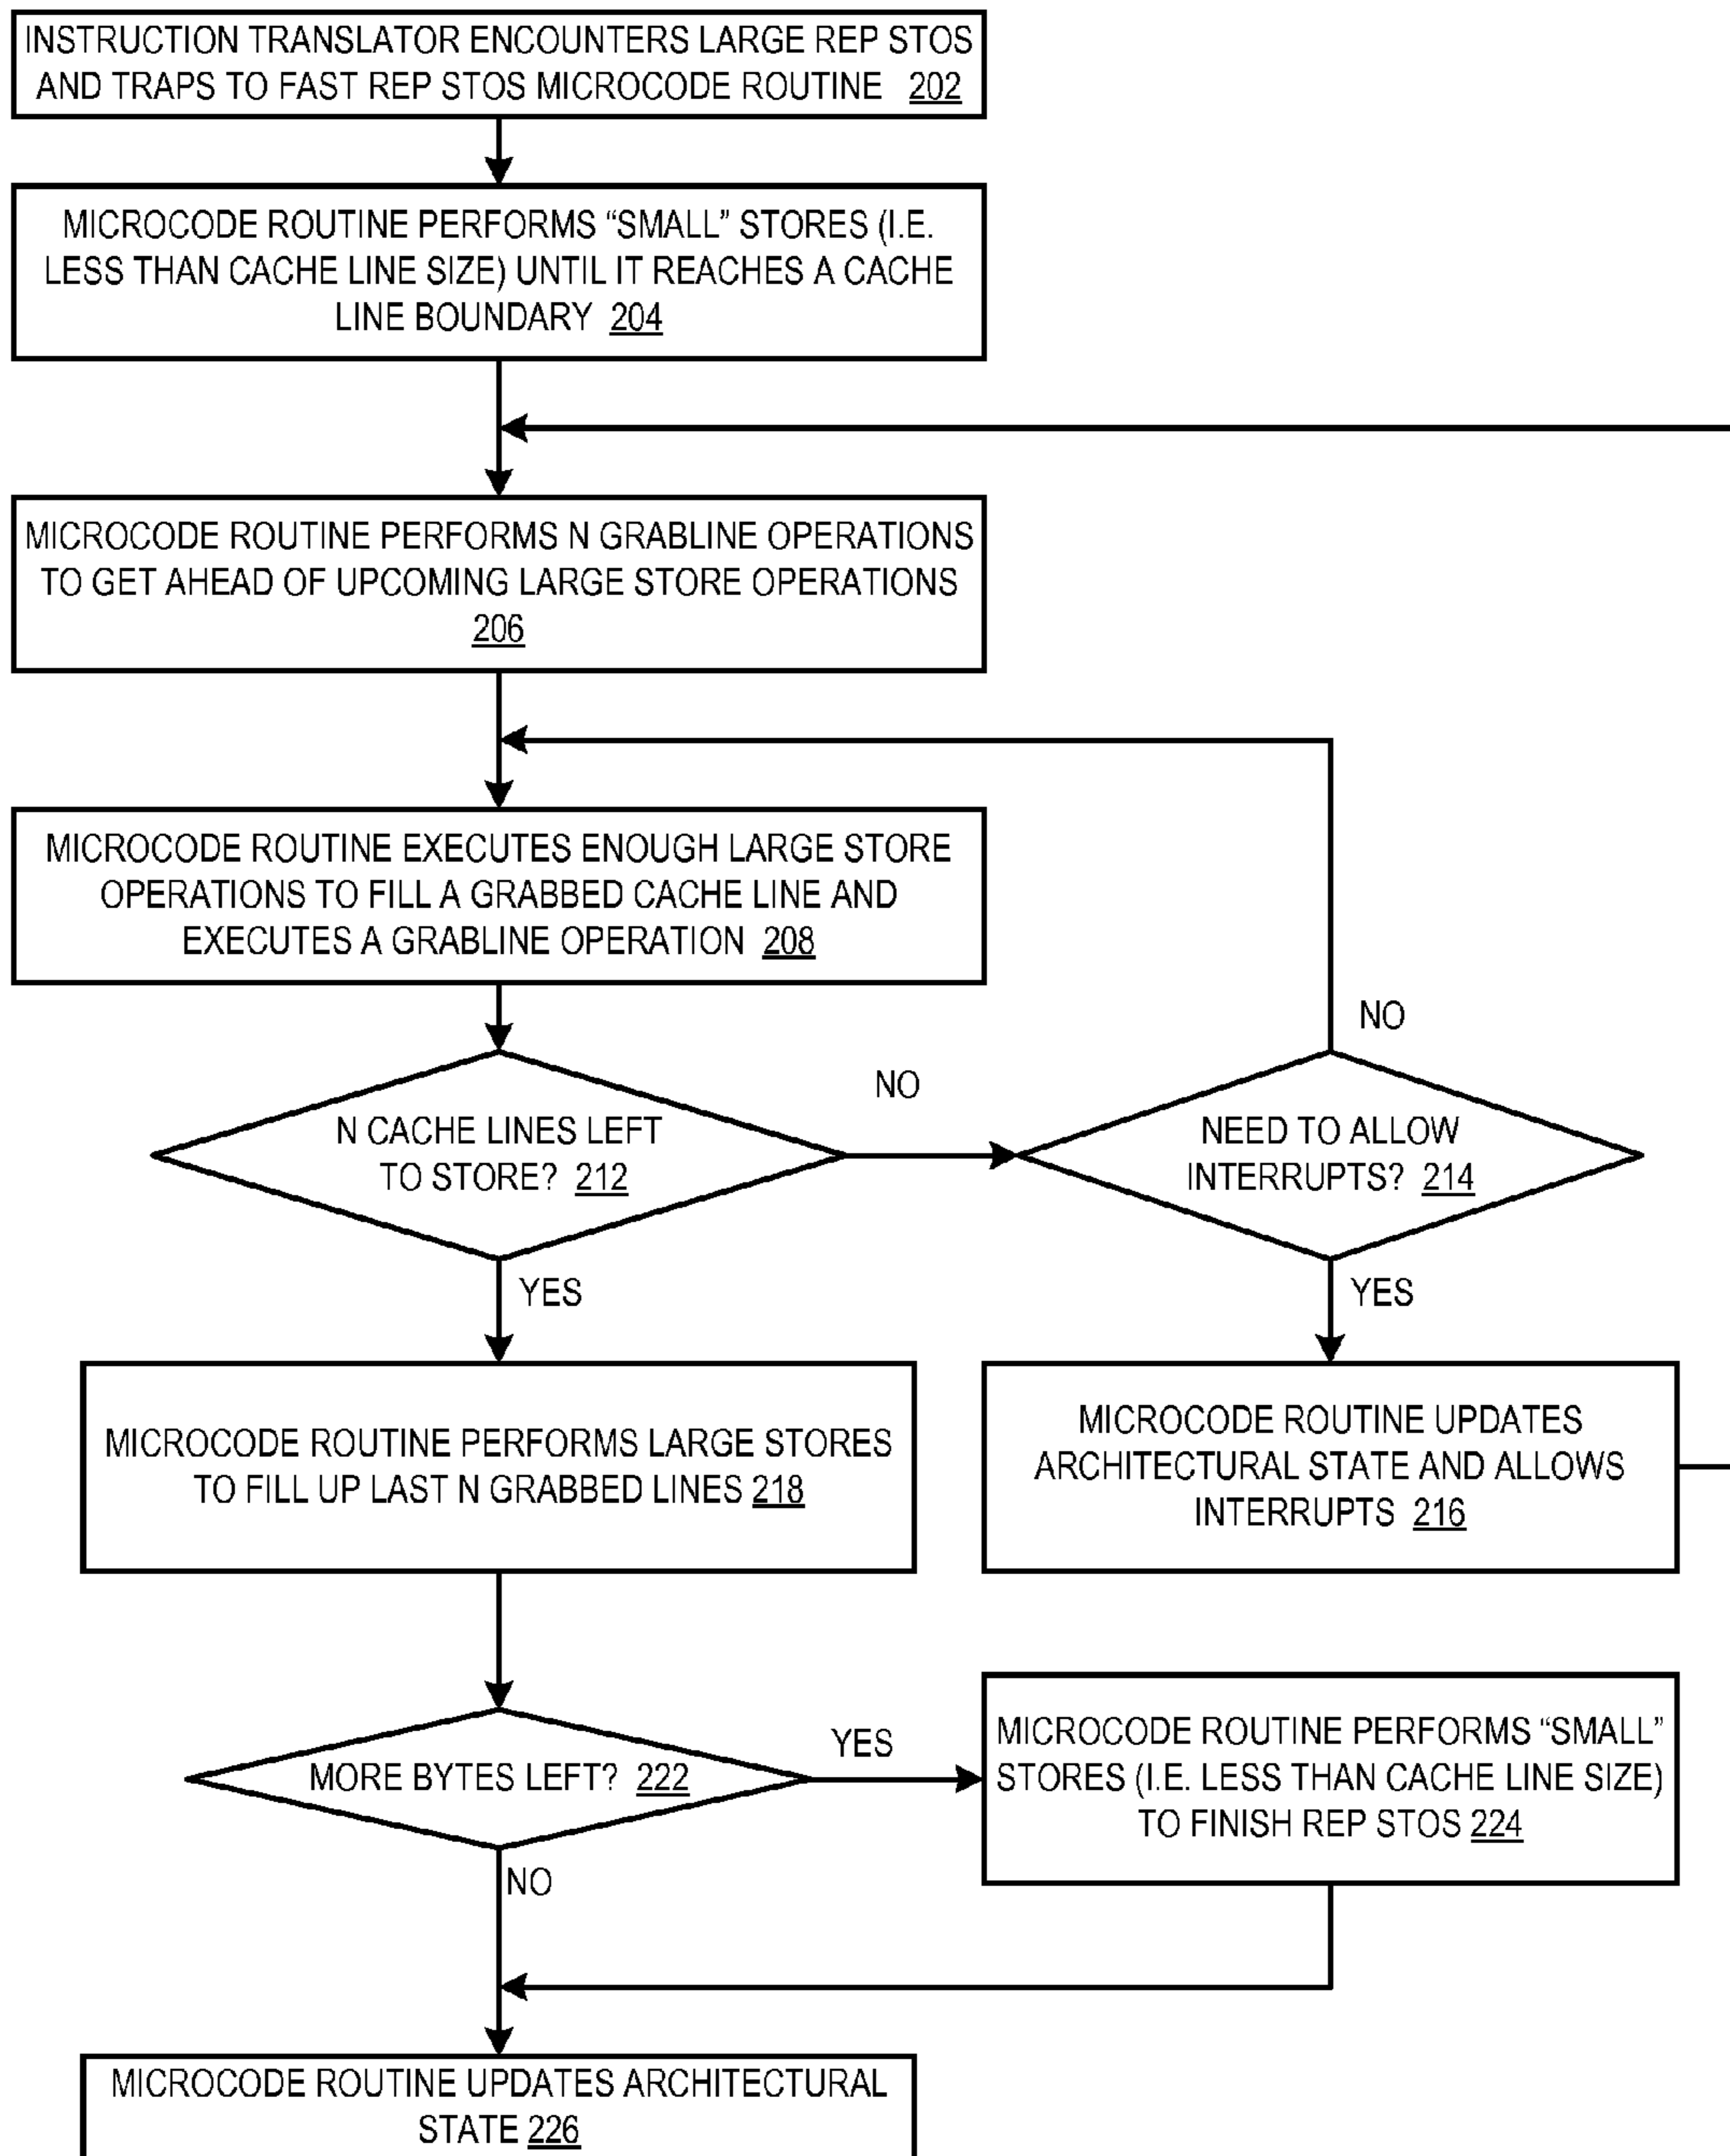 INSTRUCTION TRANSLATOR ENCOUNTERS LARGE REP STOS
AND TRAPS TO FAST REP STOS MICROCODE ROUTINE 202
MICROCODE ROUTINE PERFORMS “SMALL” STORES (I.E.
LESS THAN CACHE LINE SIZE) UNTIL IT REACHES A CACHE
LINE BOUNDARY 204
MICROCODE ROUTINE PERFORMS N GRABLINE OPERATIONS
TO GET AHEAD OF UPCOMING LARGE STORE OPERATIONS
206
MICROCODE ROUTINE EXECUTES ENOUGH LARGE STORE
OPERATIONS TO FILL A GRABBED CACHE LINE AND
EXECUTES A GRABLINE OPERATION 208
NO
NO
N CACHE LINES LEFT
TO STORE? 212
NEED TO ALLOW
INTERRUPTS? 214
YES
YES
MICROCODE ROUTINE PERFORMS LARGE STORES
TO FILL UP LAST N GRABBED LINES 218
MICROCODE ROUTINE UPDATES
ARCHITECTURAL STATE AND ALLOWS
INTERRUPTS 216
MORE BYTES LEFT? 222
YES
MICROCODE ROUTINE PERFORMS “SMALL”
STORES (I.E. LESS THAN CACHE LINE SIZE)
TO FINISH REP STOS 224
NO
MICROCODE ROUTINE UPDATES ARCHITECTURAL
STATE 226